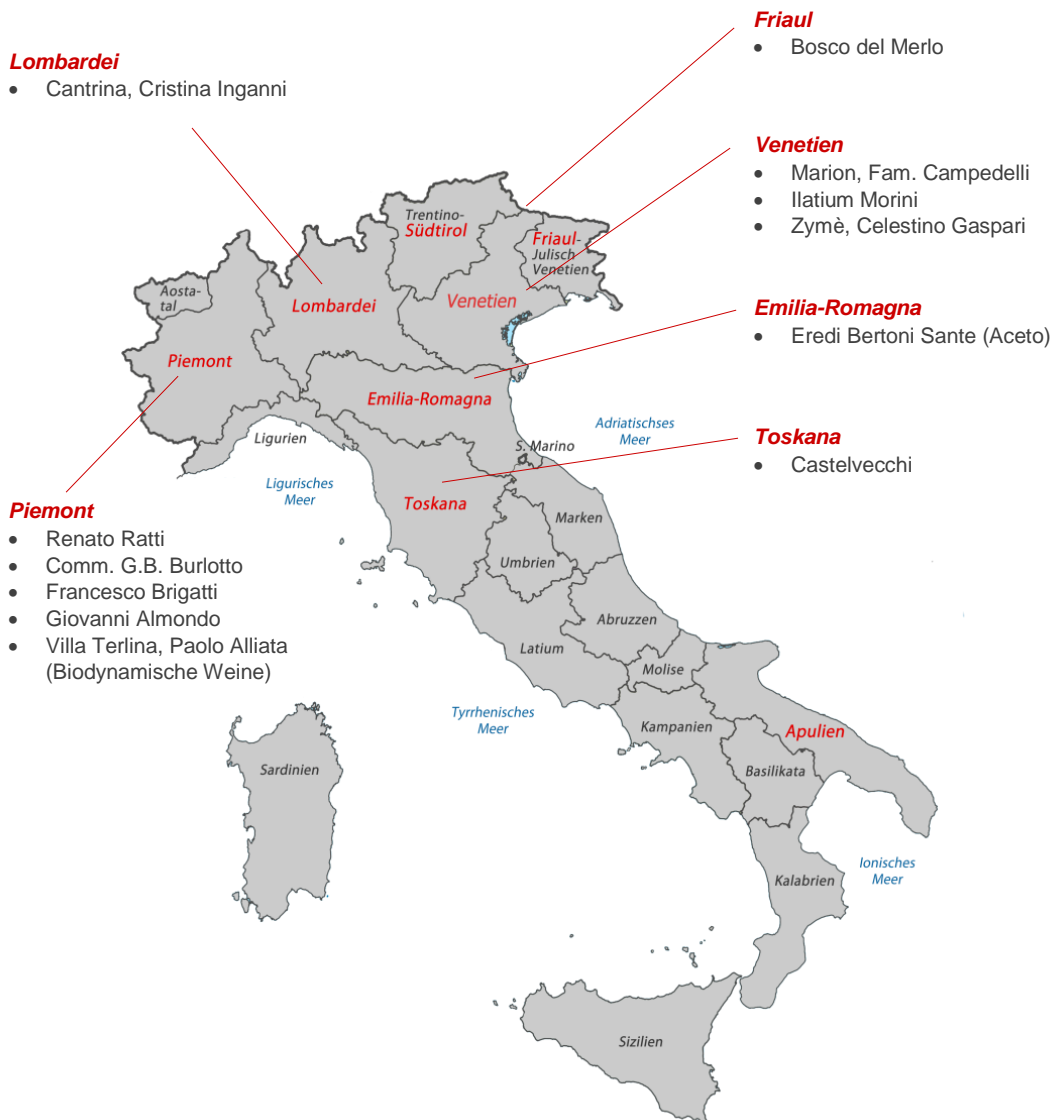 Friaul
• Bosco del Merlo
Lombardei
• Cantrina, Cristina Inganni
Venetien
• Marion, Fam. Campedelli
• Ilatium Morini
• Zymè, Celestino Gaspari
Emilia-Romagna
• Eredi Bertoni Sante (Aceto)
Toskana
• Castelvecchi
Piemont
• Renato Ratti
• Comm. G.B. Burlotto
• Francesco Brigatti
• Giovanni Almondo
• Villa Terlina, Paolo Alliata
(Biodynamische Weine)
Trentino-
Südtirol
Friaul-
Julisch
Venetien
Aosta-
tal
Lombardei
Venetien
Piemont
Emilia-Romagna
Ligurien
S. Marino
Adriatischses
Meer
Ligurisches
Meer
Toskana
Marken
Umbrien
Abruzzen
Latium
Molise
Tyrrhenisches
Meer
Kampanien
Apulien
Basilikata
Sardinien
Ionisches
Meer
Kalabrien
Sizilien